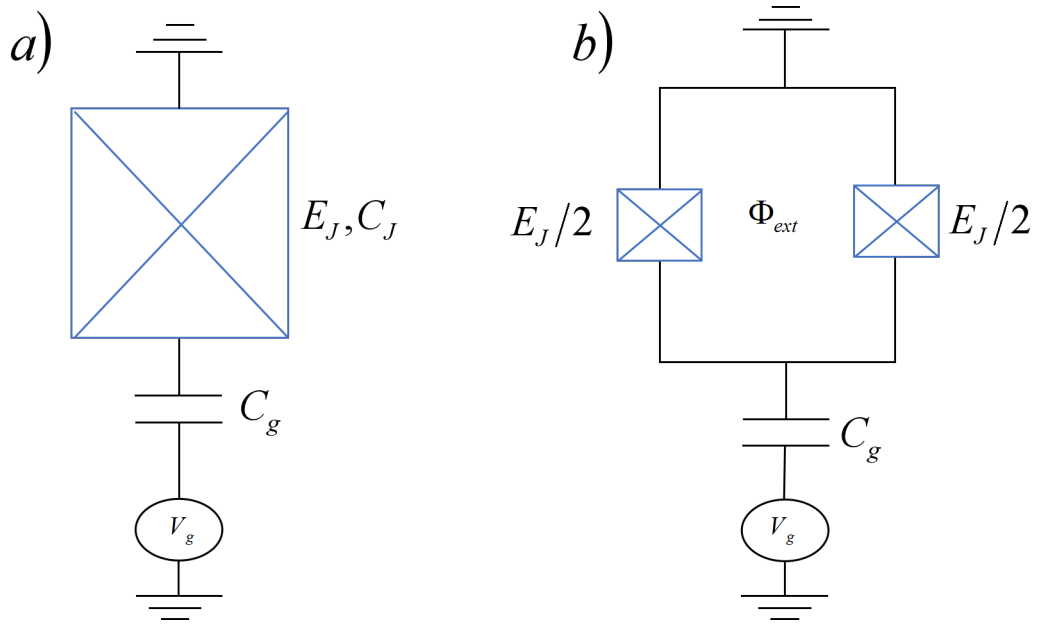 a)
E_J, C_J
C_g
V_g
b)
E_J/2
Φ_ext
E_J/2
C_g
V_g